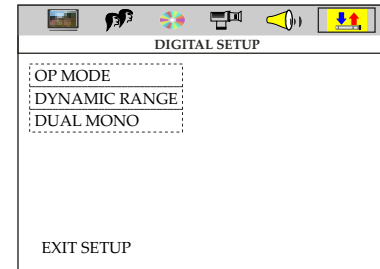 DIGITAL SETUP
OP MODE
DYNAMIC RANGE
DUAL MONO
EXIT SETUP